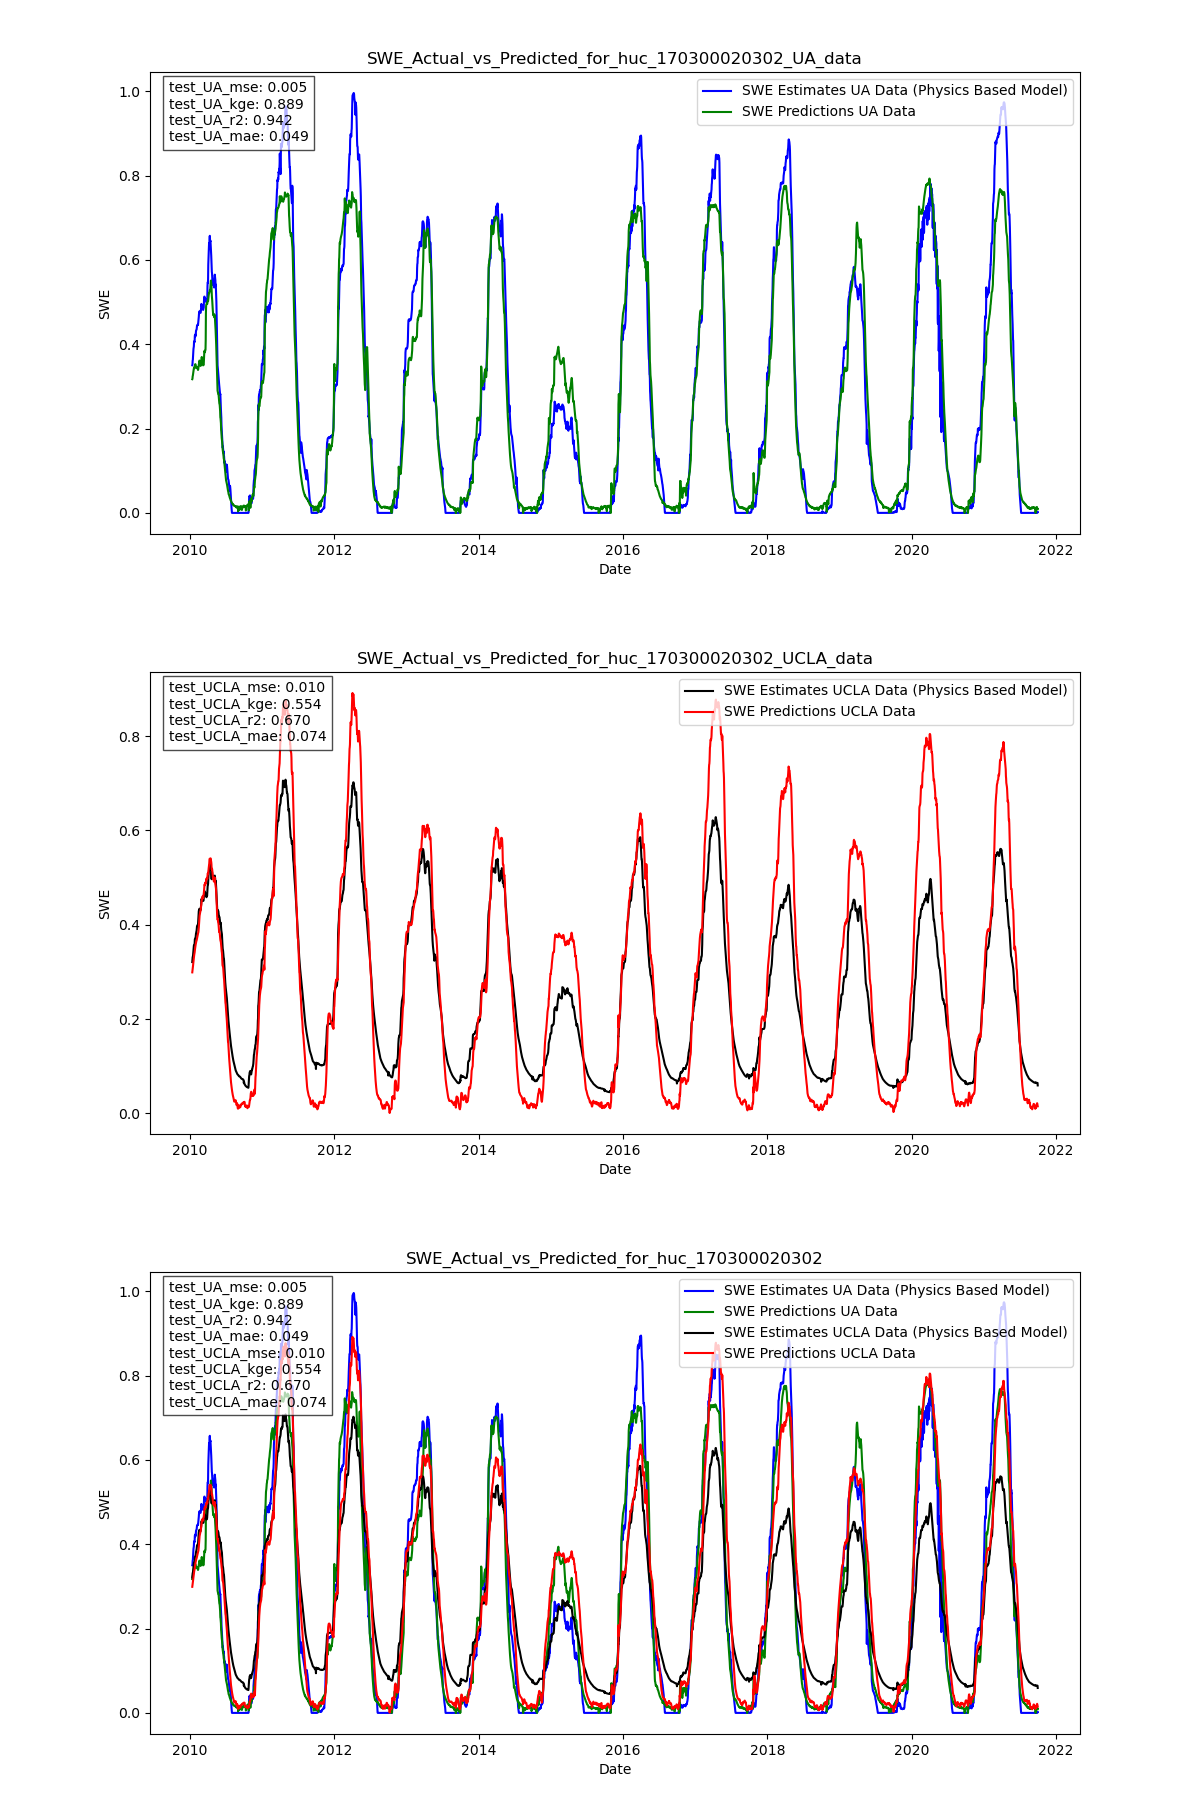 SWE_Actual_vs_Predicted_for_huc_170300020302_UA_data
test_UA_mse: 0.005
test_UA_kge: 0.889
test_UA_r2: 0.942
test_UA_mae: 0.049
SWE Estimates UA Data (Physics Based Model)
SWE Predictions UA Data
1.0
0.8
0.6
0.4
0.2
0.0
SWE
2010 2012 2014 2016 2018 2020 2022
Date
SWE_Actual_vs_Predicted_for_huc_170300020302_UCLA_data
test_UCLA_mse: 0.010
test_UCLA_kge: 0.554
test_UCLA_r2: 0.670
test_UCLA_mae: 0.074
SWE Estimates UCLA Data (Physics Based Model)
SWE Predictions UCLA Data
0.8
0.6
0.4
0.2
0.0
SWE
2010 2012 2014 2016 2018 2020 2022
Date
SWE_Actual_vs_Predicted_for_huc_170300020302
test_UA_mse: 0.005
test_UA_kge: 0.889
test_UA_r2: 0.942
test_UA_mae: 0.049
test_UCLA_mse: 0.010
test_UCLA_kge: 0.554
test_UCLA_r2: 0.670
test_UCLA_mae: 0.074
SWE Estimates UA Data (Physics Based Model)
SWE Predictions UA Data
SWE Estimates UCLA Data (Physics Based Model)
SWE Predictions UCLA Data
1.0
0.8
0.6
0.4
0.2
0.0
SWE
2010 2012 2014 2016 2018 2020 2022
Date